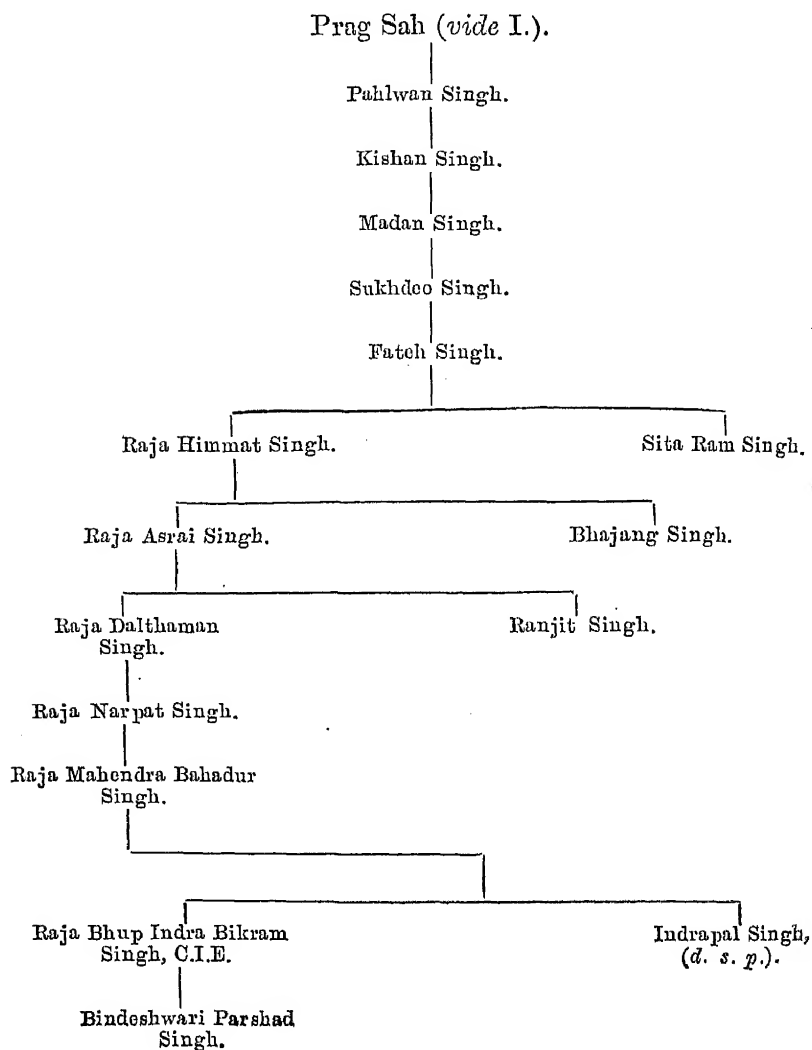 Prag Sah (vide I.).
Pahlwan Singh.
Kishan Singh.
Madan Singh.
Sukhdeo Singh.
Fateh Singh.
Raja Himmat Singh. Sita Ram Singh.
Raja Asrai Singh. Bhajang Singh.
Raja Dalthaman Ranjit Singh.
Singh.
Raja Narpat Singh.
Raja Mahendra Bahadur
Singh.
Raja Bhup Indra Bikram Indrapal Singh,
Singh, C.I.E. (d. s. p.).
Bindeshwari Parshad
Singh.